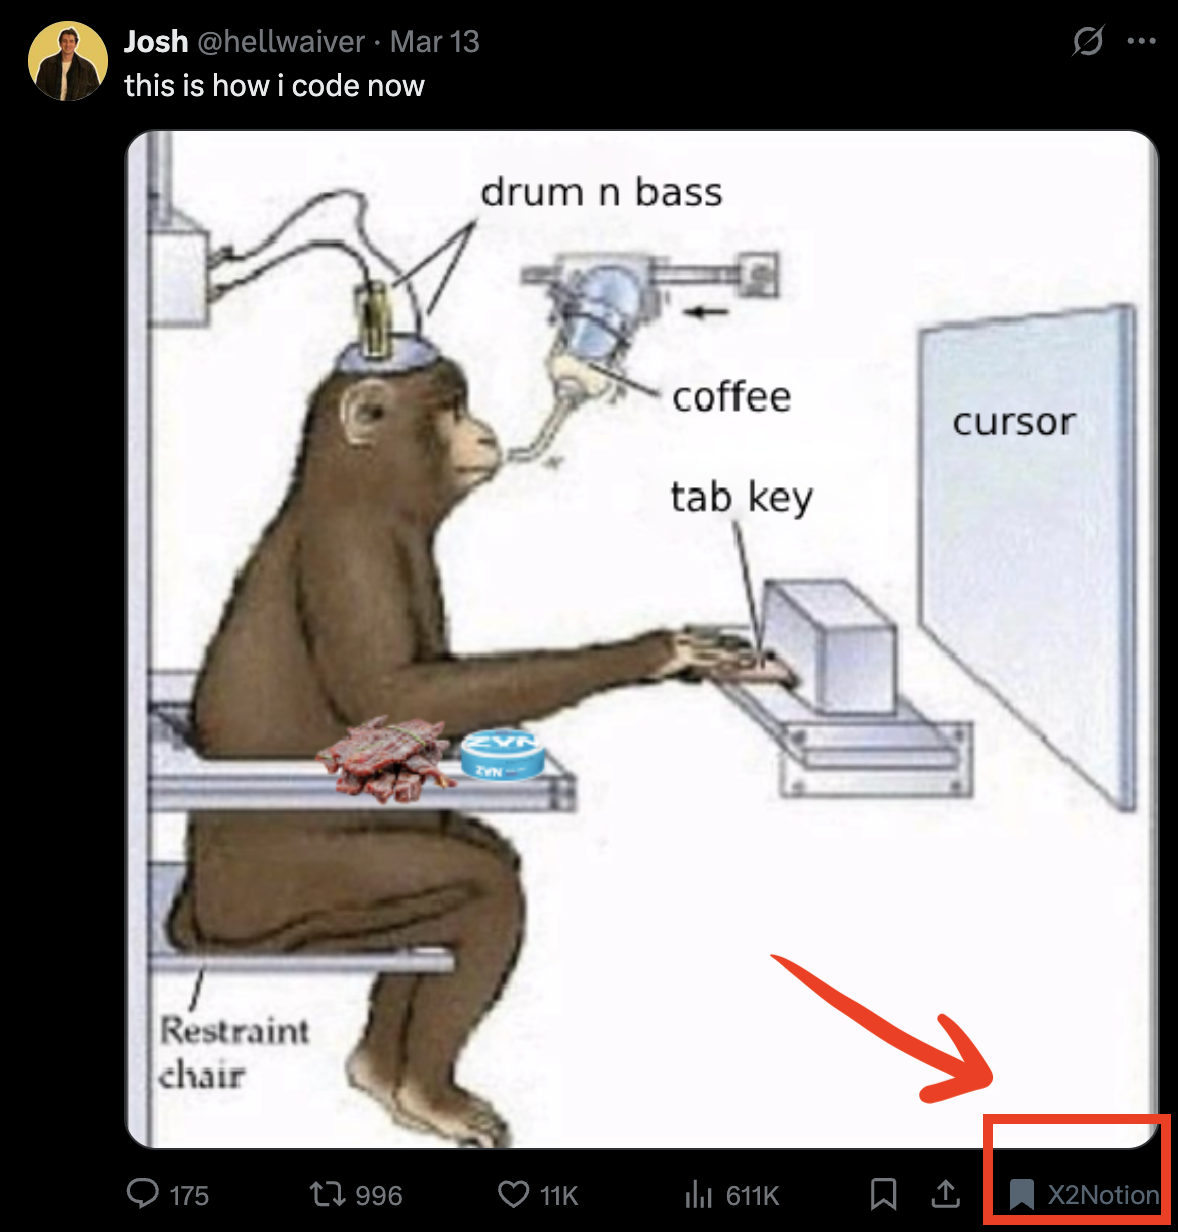 Josh @hellwaiver · Mar 13
this is how i code now
drum n bass
coffee
cursor
tab key
ZYN
ZYN
Restraint
chair
175 996 11K 611K X2Notion